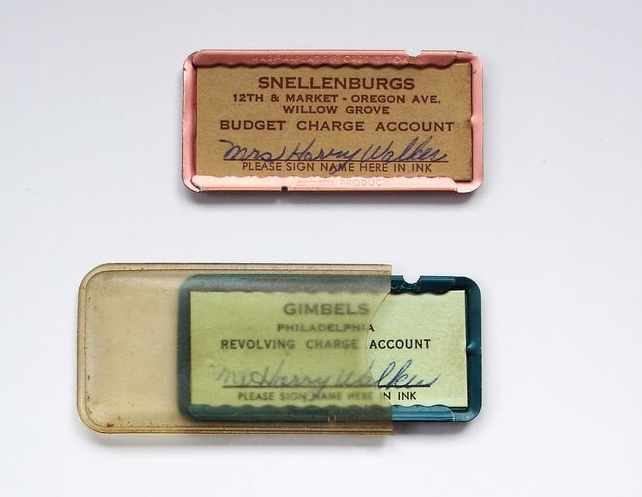 SNELLENBURGS
12TH & MARKET - OREGON AVE.
WILLOW GROVE
BUDGET CHARGE ACCOUNT
Mrs Harry Walker
PLEASE SIGN NAME HERE IN INK
GIMBELS
PHILADELPHIA
REVOLVING CHARGE ACCOUNT
Mrs Harry Walker
PLEASE SIGN NAME HERE IN INK